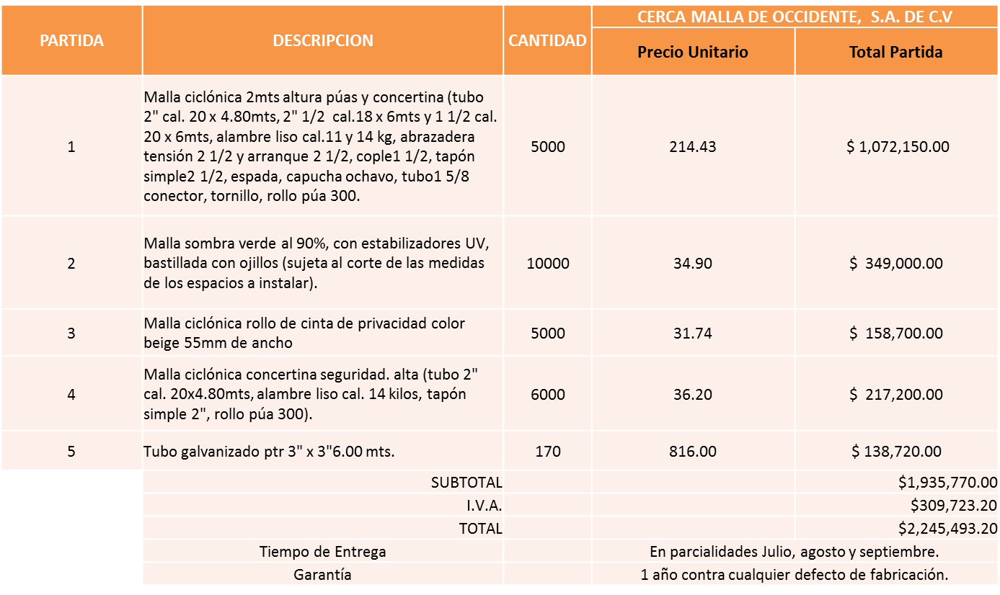 PARTIDA
DESCRIPCION
CANTIDAD
CERCA MALLA DE OCCIDENTE, S.A. DE C.V
Precio Unitario
Total Partida
1
Malla ciclónica 2mts altura púas y concertina (tubo
2" cal. 20 x 4.80mts, 2" 1/2 cal.18 x 6mts y 1 1/2 cal.
20 x 6mts, alambre liso cal.11 y 14 kg, abrazadera
tensión 2 1/2 y arranque 2 1/2, cople1 1/2, tapón
simple2 1/2, espada, capucha ochavo, tubo1 5/8
conector, tornillo, rollo púa 300.
5000
214.43
$ 1,072,150.00
2
Malla sombra verde al 90%, con estabilizadores UV,
bastillada con ojillos (sujeta al corte de las medidas
de los espacios a instalar).
10000
34.90
$ 349,000.00
3
Malla ciclónica rollo de cinta de privacidad color
beige 55mm de ancho
5000
31.74
$ 158,700.00
4
Malla ciclónica concertina seguridad. alta (tubo 2"
cal. 20x4.80mts, alambre liso cal. 14 kilos, tapón
simple 2", rollo púa 300).
6000
36.20
$ 217,200.00
5
Tubo galvanizado ptr 3" x 3"6.00 mts.
170
816.00
$ 138,720.00
SUBTOTAL
$1,935,770.00
I.V.A.
$309,723.20
TOTAL
$2,245,493.20
Tiempo de Entrega
En parcialidades Julio, agosto y septiembre.
Garantía
1 año contra cualquier defecto de fabricación.